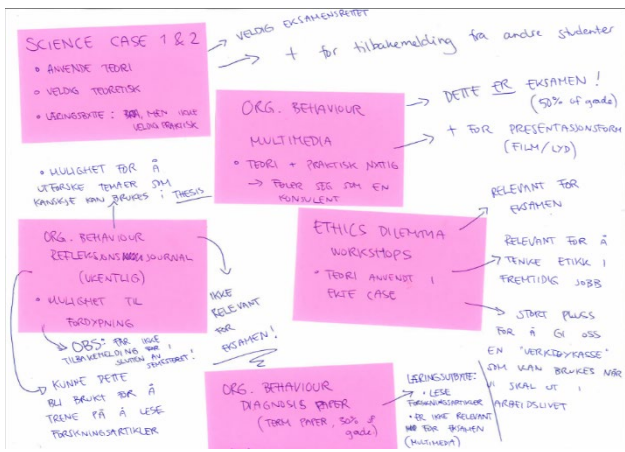 SCIENCE CASE 1 & 2
• ANVENDE TEORI
• VELDIG TEORETISK
• LÆRINGSBYTTE: BRA, MEN IKKE
VELDIG PRAKTISK
VELDIG EKSAMENSRETTET
+ for tilbakemelding fra andre studenter
ORG. BEHAVIOUR
MULTIMEDIA
• TEORI + PRAKTISK NYTTIG
→ FØLER SEG SOM EN
KONSULENT
DETTE ER EKSAMEN!
(50% of grade)
+ FOR PRESENTASJONSFORM
(FILM/LYD)
• MULIGHET FOR Å
UTFORSKE TEMAER SOM
KANSKJE KAN BRUKES I THESIS
ORG. BEHAVIOUR
REFLEKSJONS JOURNAL
(UKENTLIG)
• MULIGHET TIL
FORDYPNING
→ OBS: FÅR IKKE
TILBAKEMELDING FØR I
SLUTTEN AV SEMESTERET!
→ KUNNE DETTE
BLI BRUKT FOR Å
TRENE PÅ Å LESE
FORSKNINGSARTIKLER
IKKE
RELEVANT
FOR
EKSAMEN!
ETHICS DILEMMA
WORKSHOPS
• TEORI ANVENDT I
EKTE CASE
RELEVANT FOR
EKSAMEN
RELEVANT FOR Å
TENKE ETIKK I
FREMTIDIG JOBB
→ STORT PLUSS
FOR Å GI OSS
EN "VERKTØYKASSE"
SOM KAN BRUKES NÅR
VI SKAL UT I
ARBEIDSLIVET
ORG. BEHAVIOUR
DIAGNOSIS PAPER
(TERM PAPER, 50% of
grade)
LÆRINGSUTBYTTE:
• LESE
FORSKNINGSARTIKLER
• ER IKKE RELEVANT
FOR EKSAMEN
(MULTIMEDIA)